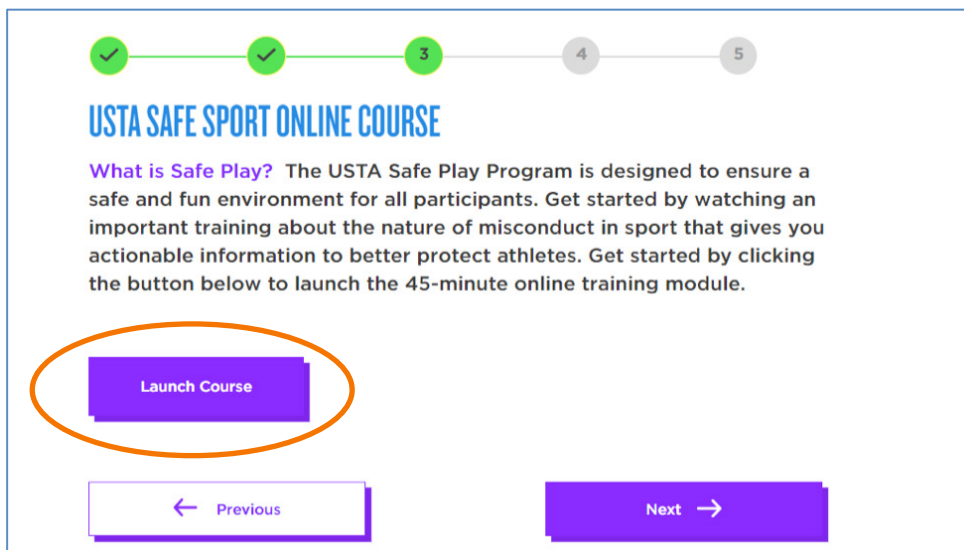 3 4 5
USTA SAFE SPORT ONLINE COURSE
What is Safe Play? The USTA Safe Play Program is designed to ensure a
safe and fun environment for all participants. Get started by watching an
important training about the nature of misconduct in sport that gives you
actionable information to better protect athletes. Get started by clicking
the button below to launch the 45-minute online training module.
Launch Course
Previous Next